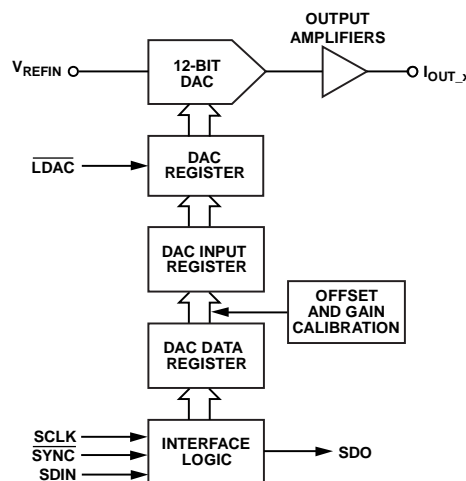 OUTPUT
AMPLIFIERS
VREFIN
12-BIT
DAC
IOUT_x
LDAC
DAC
REGISTER
DAC INPUT
REGISTER
OFFSET
AND GAIN
CALIBRATION
DAC DATA
REGISTER
SCLK
SYNC
SDIN
INTERFACE
LOGIC
SDO